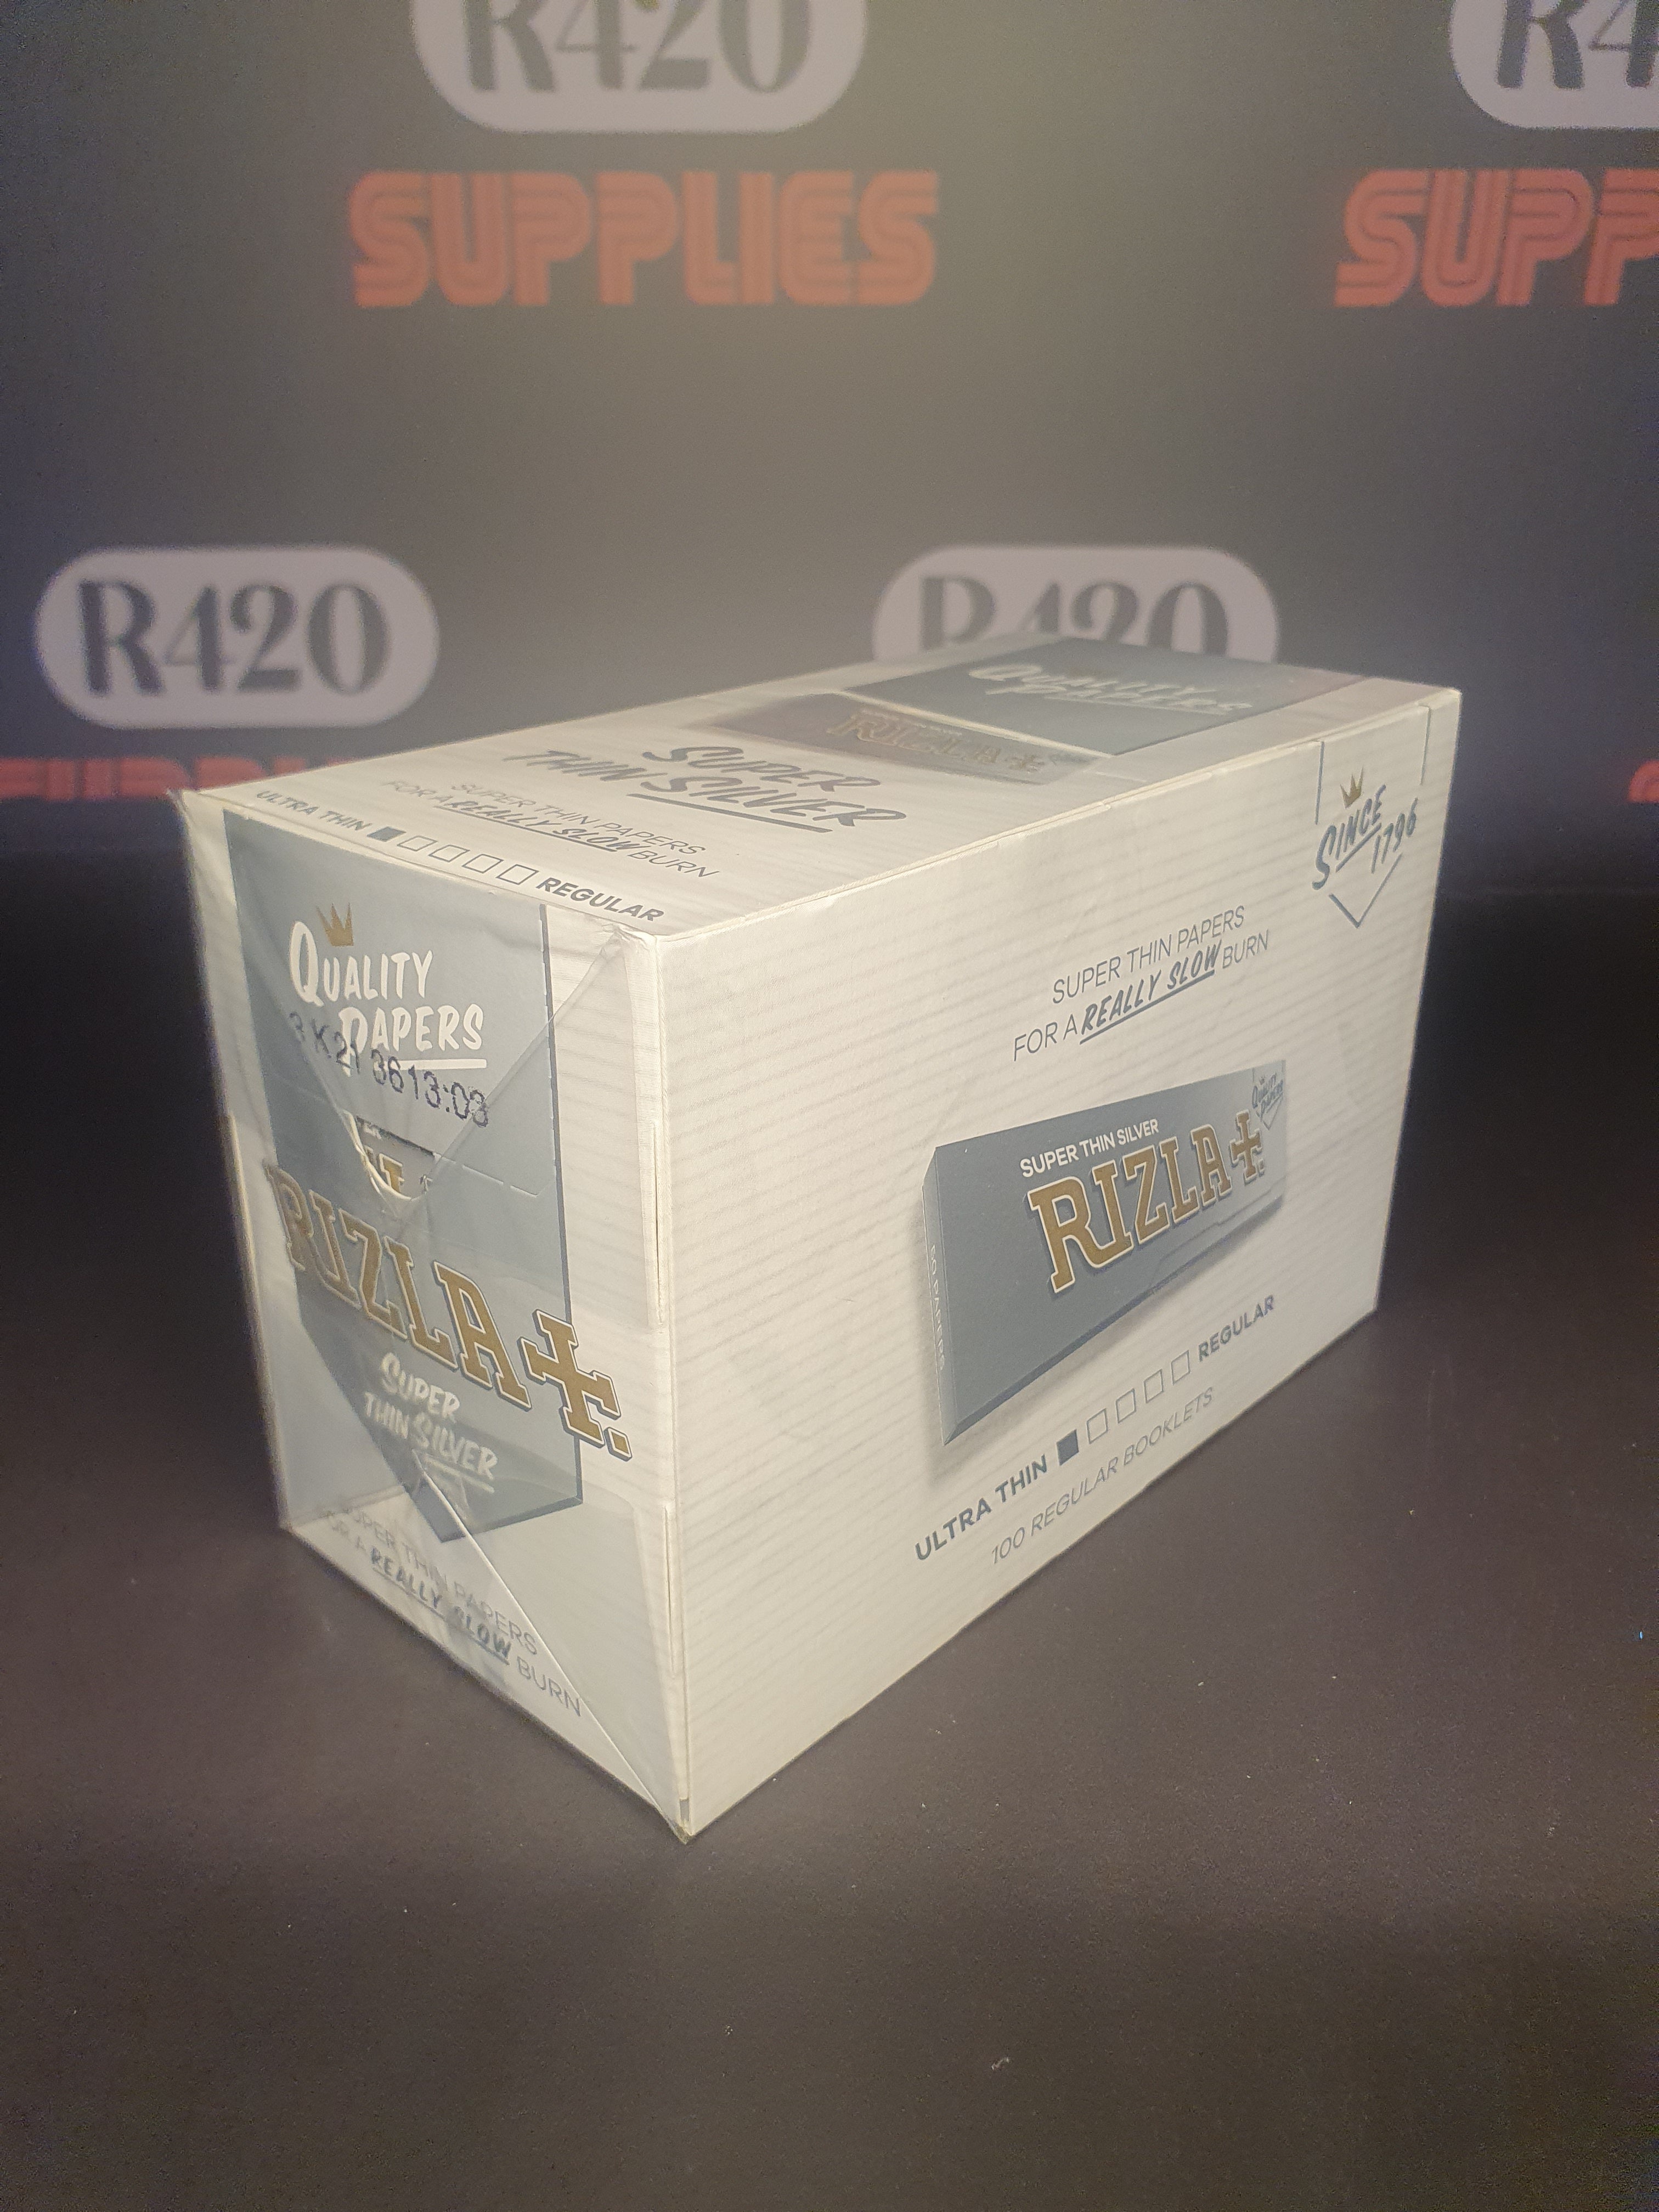 R420
R4
SUPPLIES
SUPP
R420
R420
QUALITY
PAPERS
RIZLA+.
SUPER
THIN SILVER
SUPER THIN PAPERS
FOR A REALLY SLOW BURN
ULTRA THIN
REGULAR
QUALITY
PAPERS
3 K21 3613:03
RIZLA+.
SUPER
THIN SILVER
SUPER THIN PAPERS
FOR A REALLY SLOW BURN
SINCE
1796
SUPER THIN PAPERS
FOR A REALLY SLOW BURN
QUALITY
PAPERS
SUPER THIN SILVER
RIZLA+.
ULTRA THIN
REGULAR
100 REGULAR BOOKLETS